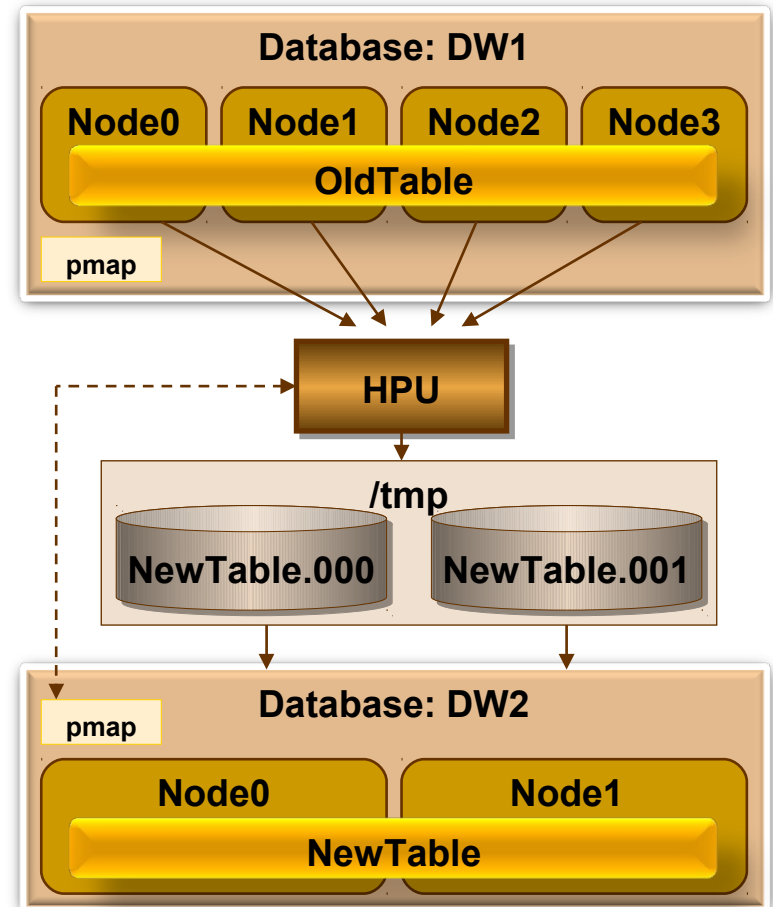 Database: DW1
Node0 Node1 Node2 Node3
OldTable
pmap
HPU
/tmp
NewTable.000 NewTable.001
Database: DW2
pmap
Node0 Node1
NewTable